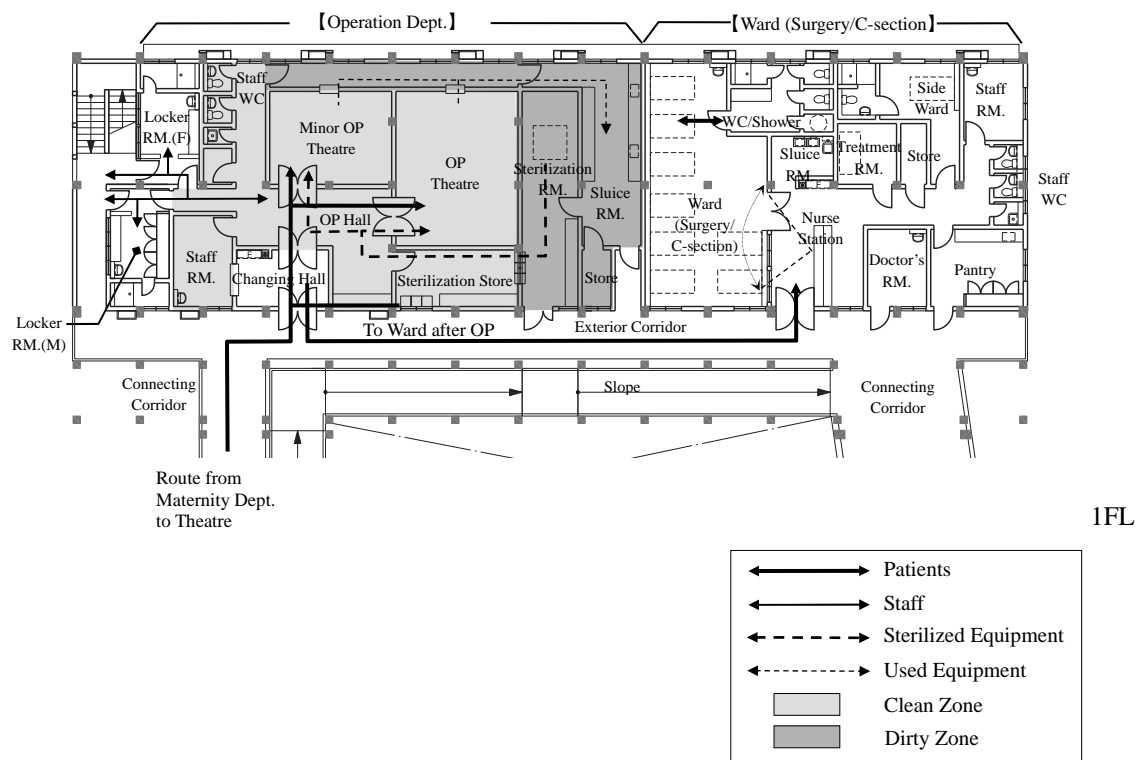 【Operation Dept.】
【Ward (Surgery/C-section】
Staff
WC
Locker
RM.(F)
Minor OP
Theatre
OP
Theatre
Sterilization
RM.
Sluice
RM.
WC/Shower
Side
Ward
Staff
RM.
Sluice
RM.
Treatment
RM.
Store
Staff
WC
OP Hall
Ward
(Surgery/
C-section)
Nurse
Station
Staff
RM.
Changing Hall
Sterilization Store
Store
Doctor's
RM.
Pantry
Locker
RM.(M)
To Ward after OP
Exterior Corridor
Connecting
Corridor
Slope
Connecting
Corridor
Route from
Maternity Dept.
to Theatre
1FL
Patients
Staff
Sterilized Equipment
Used Equipment
Clean Zone
Dirty Zone